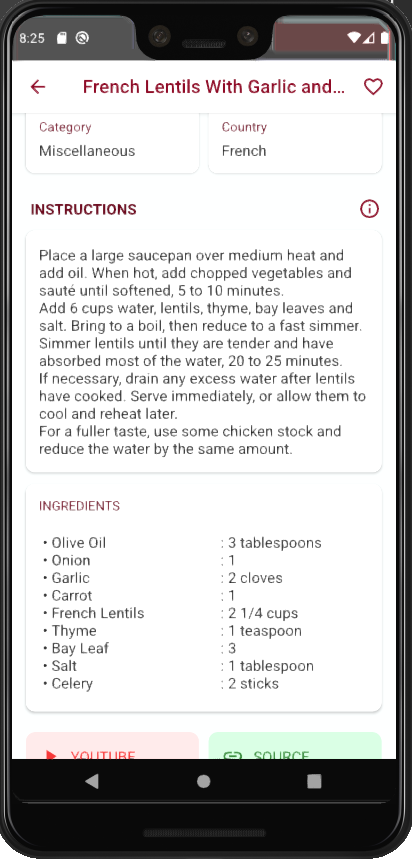 8:25
French Lentils With Garlic and...
Category
Country
Miscellaneous
French
INSTRUCTIONS
Place a large saucepan over medium heat and
add oil. When hot, add chopped vegetables and
sauté until softened, 5 to 10 minutes.
Add 6 cups water, lentils, thyme, bay leaves and
salt. Bring to a boil, then reduce to a fast simmer.
Simmer lentils until they are tender and have
absorbed most of the water, 20 to 25 minutes.
If necessary, drain any excess water after lentils
have cooked. Serve immediately, or allow them to
cool and reheat later.
For a fuller taste, use some chicken stock and
reduce the water by the same amount.
INGREDIENTS
• Olive Oil : 3 tablespoons
• Onion : 1
• Garlic : 2 cloves
• Carrot : 1
• French Lentils : 2 1/4 cups
• Thyme : 1 teaspoon
• Bay Leaf : 3
• Salt : 1 tablespoon
• Celery : 2 sticks
YOUTUBE
SOURCE